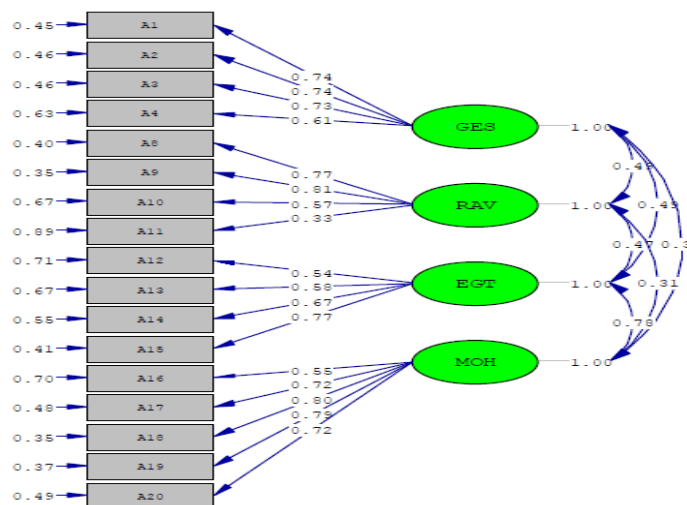 0.45 A1
0.46 A2
0.46 A3
0.63 A4
0.40 A8
0.35 A9
0.67 A10
0.89 A11
0.71 A12
0.67 A13
0.55 A14
0.41 A15
0.70 A16
0.48 A17
0.35 A18
0.37 A19
0.49 A20
0.74
0.74
0.73
0.61
0.77
0.81
0.57
0.33
0.54
0.58
0.67
0.77
0.55
0.72
0.80
0.79
0.72
GES 1.00
RAV 1.00
EGT 1.00
MOH 1.00
0.47
0.31
0.78